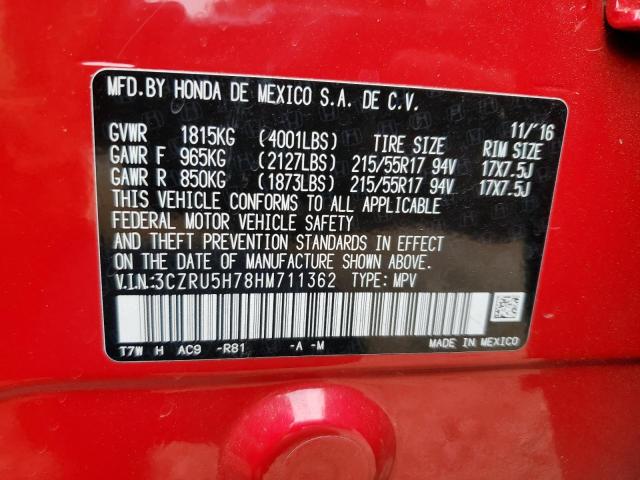 MFD.BY HONDA DE MEXICO S.A. DE C.V.
11/'16
GVWR 1815KG (4001LBS) TIRE SIZE RIM SIZE
GAWR F 965KG (2127LBS) 215/55R17 94V 17X7.5J
GAWR R 850KG (1873LBS) 215/55R17 94V 17X7.5J
THIS VEHICLE CONFORMS TO ALL APPLICABLE
FEDERAL MOTOR VEHICLE SAFETY
AND THEFT PREVENTION STANDARDS IN EFFECT
ON THE DATE OF MANUFACTURE SHOWN ABOVE.
V.I.N.:3CZRU5H78HM711362 TYPE: MPV
T7W H AC9 -R81 -A -M MADE IN MEXICO